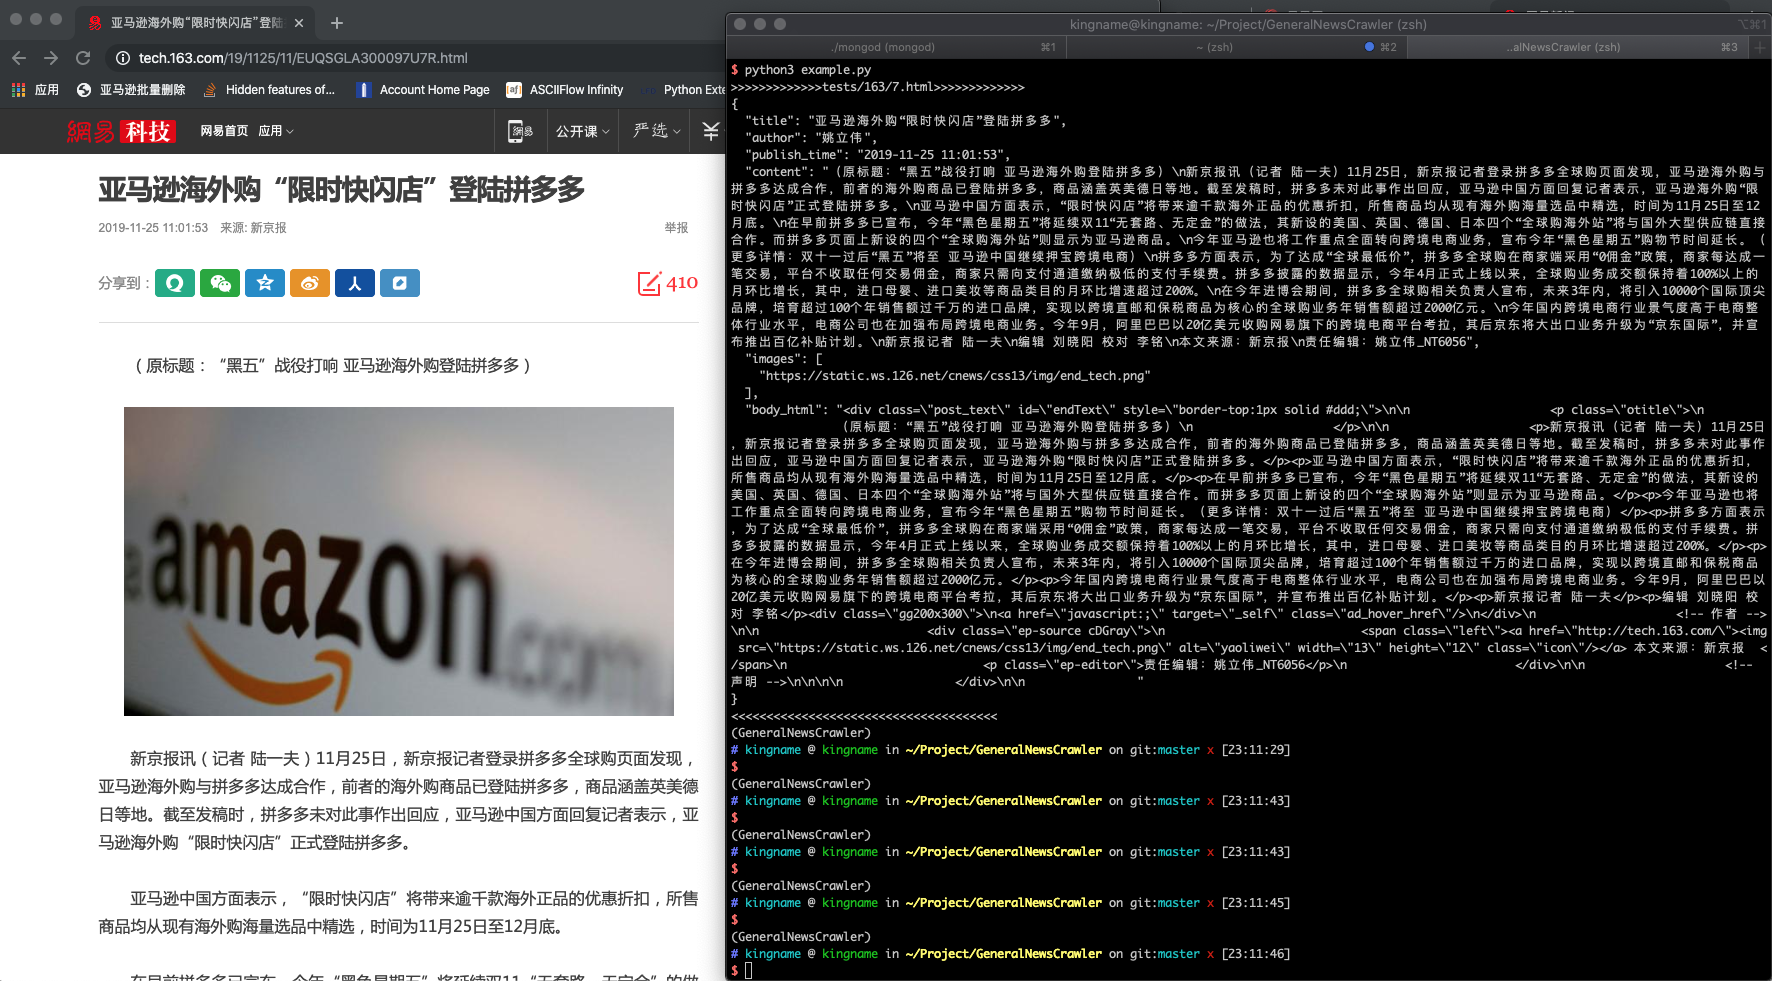 亚马逊海外购“限时快闪店”登陆
tech.163.com/19/1125/11/EUQSGLA300097U7R.html
应用 亚马逊批量删除 Hidden features of... Account Home Page ASCIIFlow Infinity Python Exte
網易 科技 网易首页 应用 公开课 严选
亚马逊海外购“限时快闪店”登陆拼多多
2019-11-25 11:01:53 来源: 新京报 举报
分享到： 410
（原标题：“黑五”战役打响 亚马逊海外购登陆拼多多）
amazon.com
新京报讯（记者 陆一夫）11月25日，新京报记者登录拼多多全球购页面发现，
亚马逊海外购与拼多多达成合作，前者的海外购商品已登陆拼多多，商品涵盖英美德
日等地。截至发稿时，拼多多未对此事作出回应，亚马逊中国方面回复记者表示，亚
马逊海外购“限时快闪店”正式登陆拼多多。
亚马逊中国方面表示，“限时快闪店”将带来逾千款海外正品的优惠折扣，所售
商品均从现有海外购海量选品中精选，时间为11月25日至12月底。
在早前拼多多已宣布，今年“黑色星期五”将延续双11“无套路、无定金”的做
kingname@kingname: ~/Project/GeneralNewsCrawler (zsh) ⌥⌘1
./mongod (mongod) ⌘1 ~ (zsh) ⌘2 ..alNewsCrawler (zsh) ⌘3
$ python3 example.py
>>>>>>>>>>>>>tests/163/7.html>>>>>>>>>>>>>
{
"title": "亚马逊海外购“限时快闪店”登陆拼多多",
"author": "姚立伟",
"publish_time": "2019-11-25 11:01:53",
"content": "（原标题：“黑五”战役打响 亚马逊海外购登陆拼多多）\n新京报讯（记者 陆一夫）11月25日，新京报记者登录拼多多全球购页面发现，亚马逊海外购与
拼多多达成合作，前者的海外购商品已登陆拼多多，商品涵盖英美德日等地。截至发稿时，拼多多未对此事作出回应，亚马逊中国方面回复记者表示，亚马逊海外购“限
时快闪店”正式登陆拼多多。\n亚马逊中国方面表示，“限时快闪店”将带来逾千款海外正品的优惠折扣，所售商品均从现有海外购海量选品中精选，时间为11月25日至12
月底。\n在早前拼多多已宣布，今年“黑色星期五”将延续双11“无套路、无定金”的做法，其新设的美国、英国、德国、日本四个“全球购海外站”将与国外大型供应链直接
合作。而拼多多页面上新设的四个“全球购海外站”则显示为亚马逊商品。\n今年亚马逊也将工作重点全面转向跨境电商业务，宣布今年“黑色星期五”购物节时间延长。（
更多详情：双十一过后“黑五”将至 亚马逊中国继续押宝跨境电商）\n拼多多方面表示，为了达成“全球最低价”，拼多多全球购在商家端采用“0佣金”政策，商家每达成一
笔交易，平台不收取任何交易佣金，商家只需向支付通道缴纳极低的支付手续费。拼多多披露的数据显示，今年4月正式上线以来，全球购业务成交额保持着100%以上的
月环比增长，其中，进口母婴、进口美妆等商品类目的月环比增速超过200%。\n在今年进博会期间，拼多多全球购相关负责人宣布，未来3年内，将引入10000个国际顶尖
品牌，培育超过100个年销售额过千万的进口品牌，实现以跨境直邮和保税商品为核心的全球购业务年销售额超过2000亿元。\n今年国内跨境电商行业景气度高于电商整
体行业水平，电商公司也在加强布局跨境电商业务。今年9月，阿里巴巴以20亿美元收购网易旗下的跨境电商平台考拉，其后京东将大出口业务升级为“京东国际”，并宣
布推出百亿补贴计划。\n新京报记者 陆一夫\n编辑 刘晓阳 校对 李铭\n本文来源：新京报\n责任编辑：姚立伟_NT6056",
"images": [
"https://static.ws.126.net/cnews/css13/img/end_tech.png"
],
"body_html": "<div class=\"post_text\" id=\"endText\" style=\"border-top:1px solid #ddd;\">\n\n <p class=\"otitle\">\n
（原标题：“黑五”战役打响 亚马逊海外购登陆拼多多）\n </p>\n\n <p>新京报讯（记者 陆一夫）11月25日
，新京报记者登录拼多多全球购页面发现，亚马逊海外购与拼多多达成合作，前者的海外购商品已登陆拼多多，商品涵盖英美德日等地。截至发稿时，拼多多未对此事作
出回应，亚马逊中国方面回复记者表示，亚马逊海外购“限时快闪店”正式登陆拼多多。</p><p>亚马逊中国方面表示，“限时快闪店”将带来逾千款海外正品的优惠折扣，
所售商品均从现有海外购海量选品中精选，时间为11月25日至12月底。</p><p>在早前拼多多已宣布，今年“黑色星期五”将延续双11“无套路、无定金”的做法，其新设的
美国、英国、德国、日本四个“全球购海外站”将与国外大型供应链直接合作。而拼多多页面上新设的四个“全球购海外站”则显示为亚马逊商品。</p><p>今年亚马逊也将
工作重点全面转向跨境电商业务，宣布今年“黑色星期五”购物节时间延长。（更多详情：双十一过后“黑五”将至 亚马逊中国继续押宝跨境电商）</p><p>拼多多方面表示
，为了达成“全球最低价”，拼多多全球购在商家端采用“0佣金”政策，商家每达成一笔交易，平台不收取任何交易佣金，商家只需向支付通道缴纳极低的支付手续费。拼
多多披露的数据显示，今年4月正式上线以来，全球购业务成交额保持着100%以上的月环比增长，其中，进口母婴、进口美妆等商品类目的月环比增速超过200%。</p><p>
在今年进博会期间，拼多多全球购相关负责人宣布，未来3年内，将引入10000个国际顶尖品牌，培育超过100个年销售额过千万的进口品牌，实现以跨境直邮和保税商品
为核心的全球购业务年销售额超过2000亿元。</p><p>今年国内跨境电商行业景气度高于电商整体行业水平，电商公司也在加强布局跨境电商业务。今年9月，阿里巴巴以
20亿美元收购网易旗下的跨境电商平台考拉，其后京东将大出口业务升级为“京东国际”，并宣布推出百亿补贴计划。</p><p>新京报记者 陆一夫</p><p>编辑 刘晓阳 校
对 李铭</p><div class=\"gg200x300\">\n<a href=\"javascript:;\" target=\"_self\" class=\"ad_hover_href\"/>\n</div>\n <!-- 作者 -->
\n\n <div class=\"ep-source cDGray\">\n <span class=\"left\"><a href=\"http://tech.163.com/\"><img
src=\"https://static.ws.126.net/cnews/css13/img/end_tech.png\" alt=\"yaoliwei\" width=\"13\" height=\"12\" class=\"icon\"/></a> 本文来源：新京报 <
/span>\n <p class=\"ep-editor\">责任编辑：姚立伟_NT6056</p>\n </div>\n\n <!--
声明 -->\n\n\n\n </div>\n\n "
}
<<<<<<<<<<<<<<<<<<<<<<<<<<<<<<<<<<<<<<
(GeneralNewsCrawler)
# kingname @ kingname in ~/Project/GeneralNewsCrawler on git:master x [23:11:29]
$
(GeneralNewsCrawler)
# kingname @ kingname in ~/Project/GeneralNewsCrawler on git:master x [23:11:43]
$
(GeneralNewsCrawler)
# kingname @ kingname in ~/Project/GeneralNewsCrawler on git:master x [23:11:43]
$
(GeneralNewsCrawler)
# kingname @ kingname in ~/Project/GeneralNewsCrawler on git:master x [23:11:45]
$
(GeneralNewsCrawler)
# kingname @ kingname in ~/Project/GeneralNewsCrawler on git:master x [23:11:46]
$